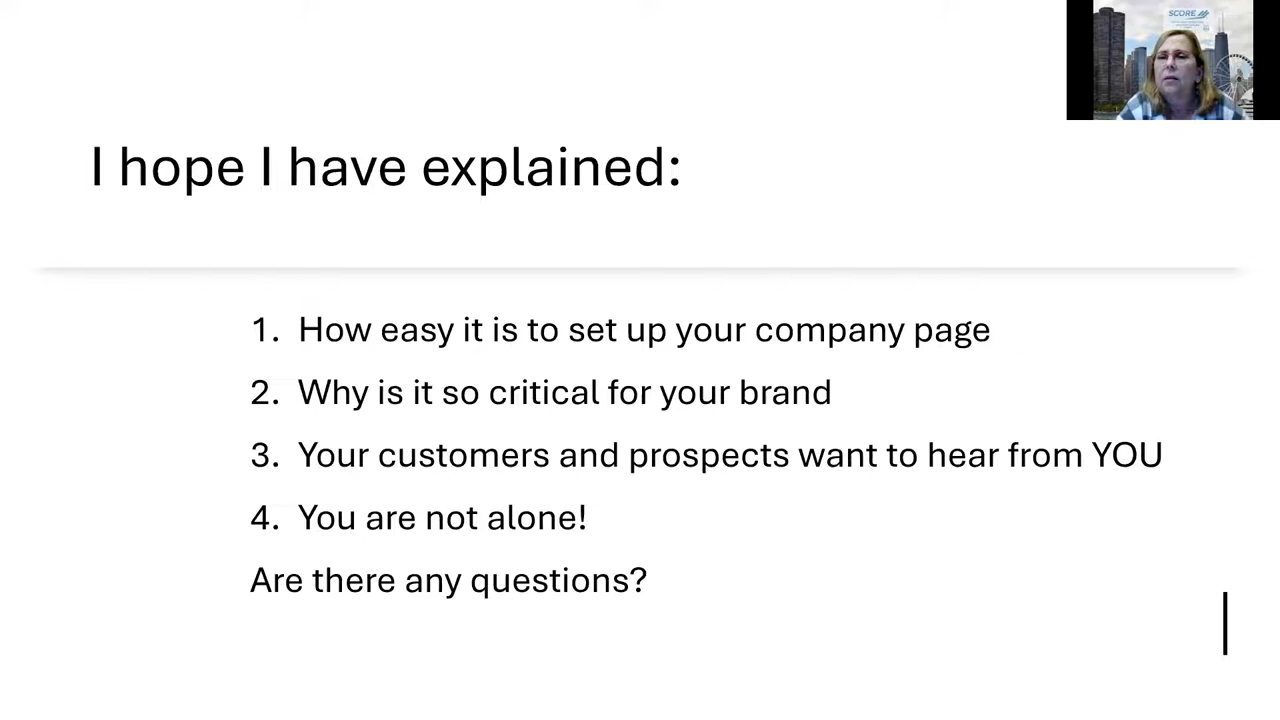 SCORE
I hope I have explained:
1. How easy it is to set up your company page
2. Why is it so critical for your brand
3. Your customers and prospects want to hear from YOU
4. You are not alone!
Are there any questions?